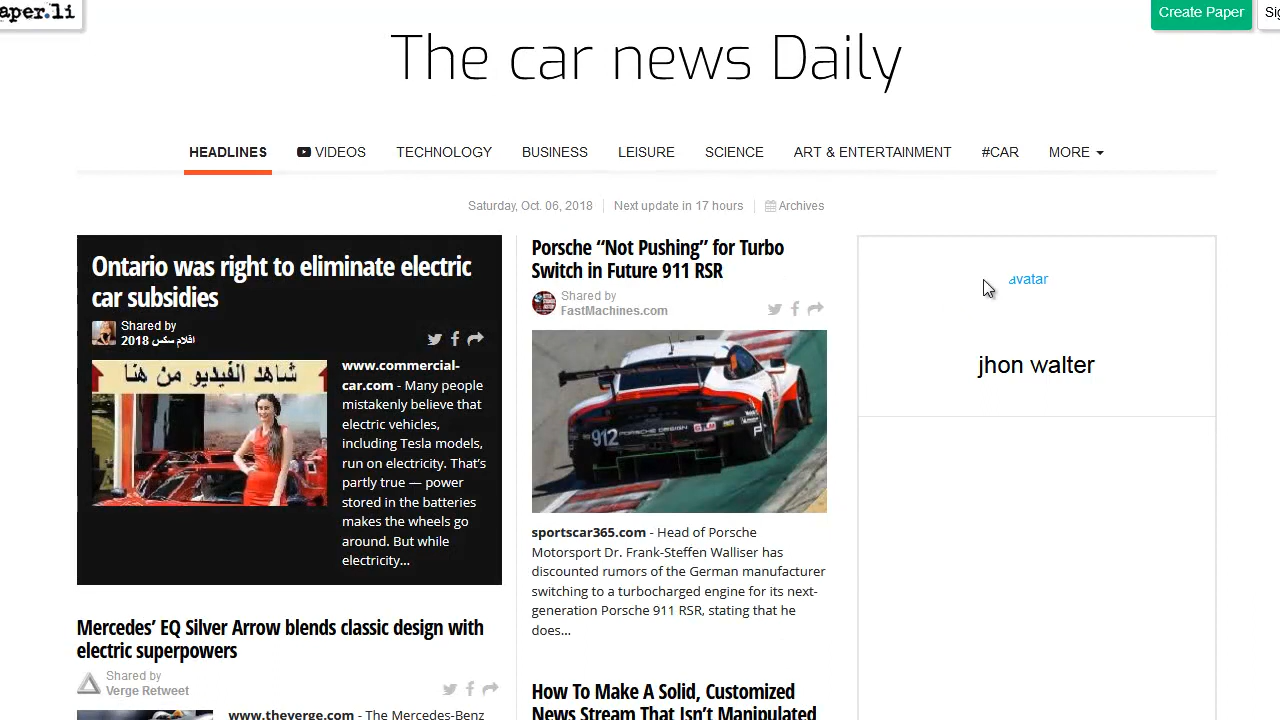 aper.li
Create Paper
Sig
The car news Daily
HEADLINES
VIDEOS
TECHNOLOGY
BUSINESS
LEISURE
SCIENCE
ART & ENTERTAINMENT
#CAR
MORE
Saturday, Oct. 06, 2018
Next update in 17 hours
Archives
Ontario was right to eliminate electric
car subsidies
Shared by
افلام سكس 2018
شاهد الفيديو من هنا
www.commercial-
car.com - Many people
mistakenly believe that
electric vehicles,
including Tesla models,
run on electricity. That’s
partly true — power
stored in the batteries
makes the wheels go
around. But while
electricity...
Mercedes’ EQ Silver Arrow blends classic design with
electric superpowers
Shared by
Verge Retweet
www.theverge.com - The Mercedes-Benz
Porsche “Not Pushing” for Turbo
Switch in Future 911 RSR
Shared by
FastMachines.com
912
PORSCHE DESIGN
sportscar365.com - Head of Porsche
Motorsport Dr. Frank-Steffen Walliser has
discounted rumors of the German manufacturer
switching to a turbocharged engine for its next-
generation Porsche 911 RSR, stating that he
does...
How To Make A Solid, Customized
News Stream That Isn’t Manipulated
avatar
jhon walter